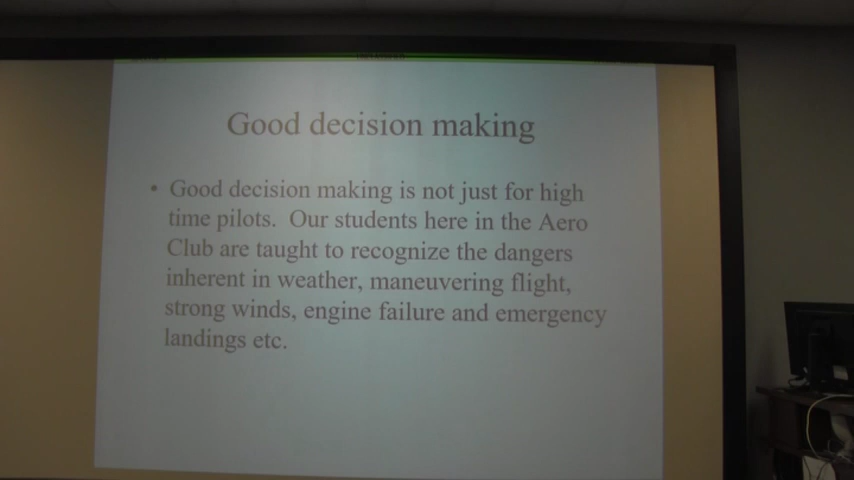 Good decision making
• Good decision making is not just for high
time pilots. Our students here in the Aero
Club are taught to recognize the dangers
inherent in weather, maneuvering flight,
strong winds, engine failure and emergency
landings etc.